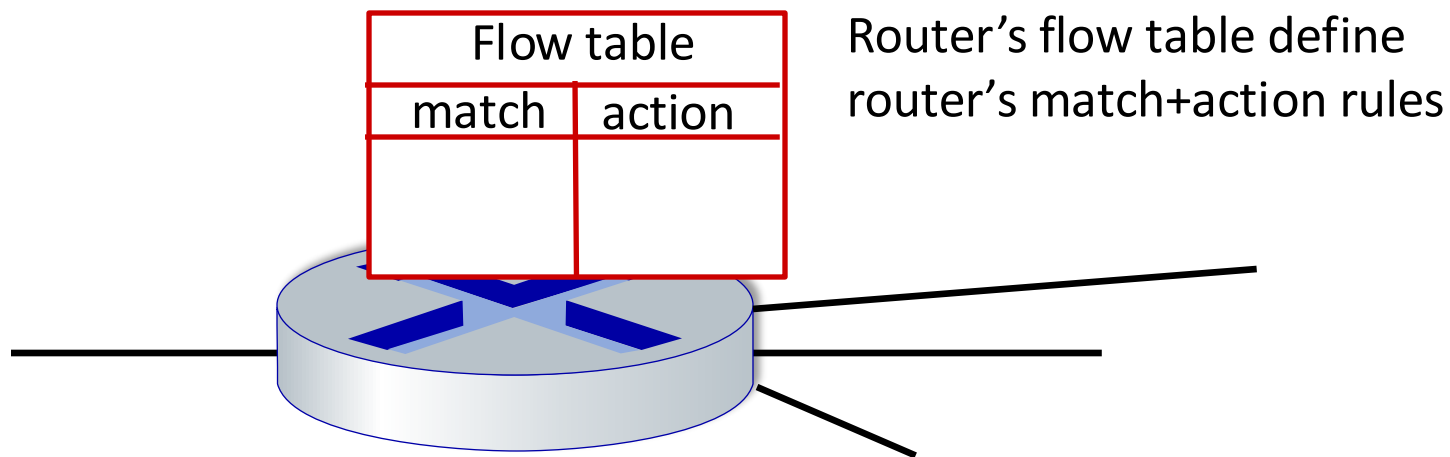 Flow table
match action
Router’s flow table define
router’s match+action rules